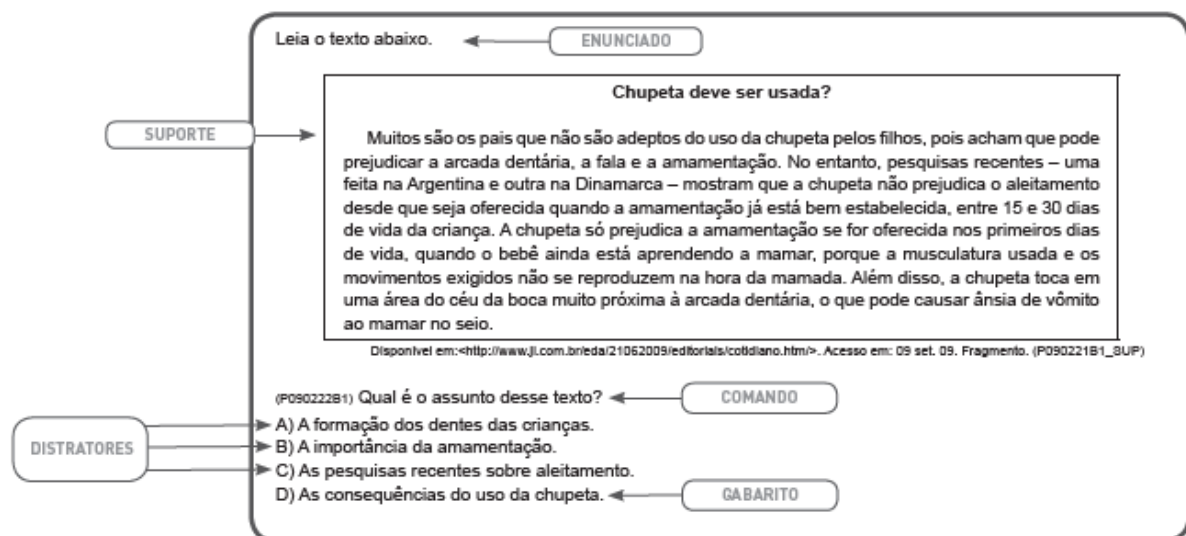 Leia o texto abaixo.
ENUNCIADO
Chupeta deve ser usada?
SUPORTE
Muitos são os pais que não são adeptos do uso da chupeta pelos filhos, pois acham que pode
prejudicar a arcada dentária, a fala e a amamentação. No entanto, pesquisas recentes – uma
feita na Argentina e outra na Dinamarca – mostram que a chupeta não prejudica o aleitamento
desde que seja oferecida quando a amamentação já está bem estabelecida, entre 15 e 30 dias
de vida da criança. A chupeta só prejudica a amamentação se for oferecida nos primeiros dias
de vida, quando o bebê ainda está aprendendo a mamar, porque a musculatura usada e os
movimentos exigidos não se reproduzem na hora da mamada. Além disso, a chupeta toca em
uma área do céu da boca muito próxima à arcada dentária, o que pode causar ânsia de vômito
ao mamar no seio.
Disponível em:<http://www.jl.com.br/eda/21062009/editoriais/cotidiano.htm/>. Acesso em: 09 set. 09. Fragmento. (P090221B1_SUP)
(P090222B1) Qual é o assunto desse texto?
COMANDO
DISTRATORES
A) A formação dos dentes das crianças.
B) A importância da amamentação.
C) As pesquisas recentes sobre aleitamento.
D) As consequências do uso da chupeta.
GABARITO